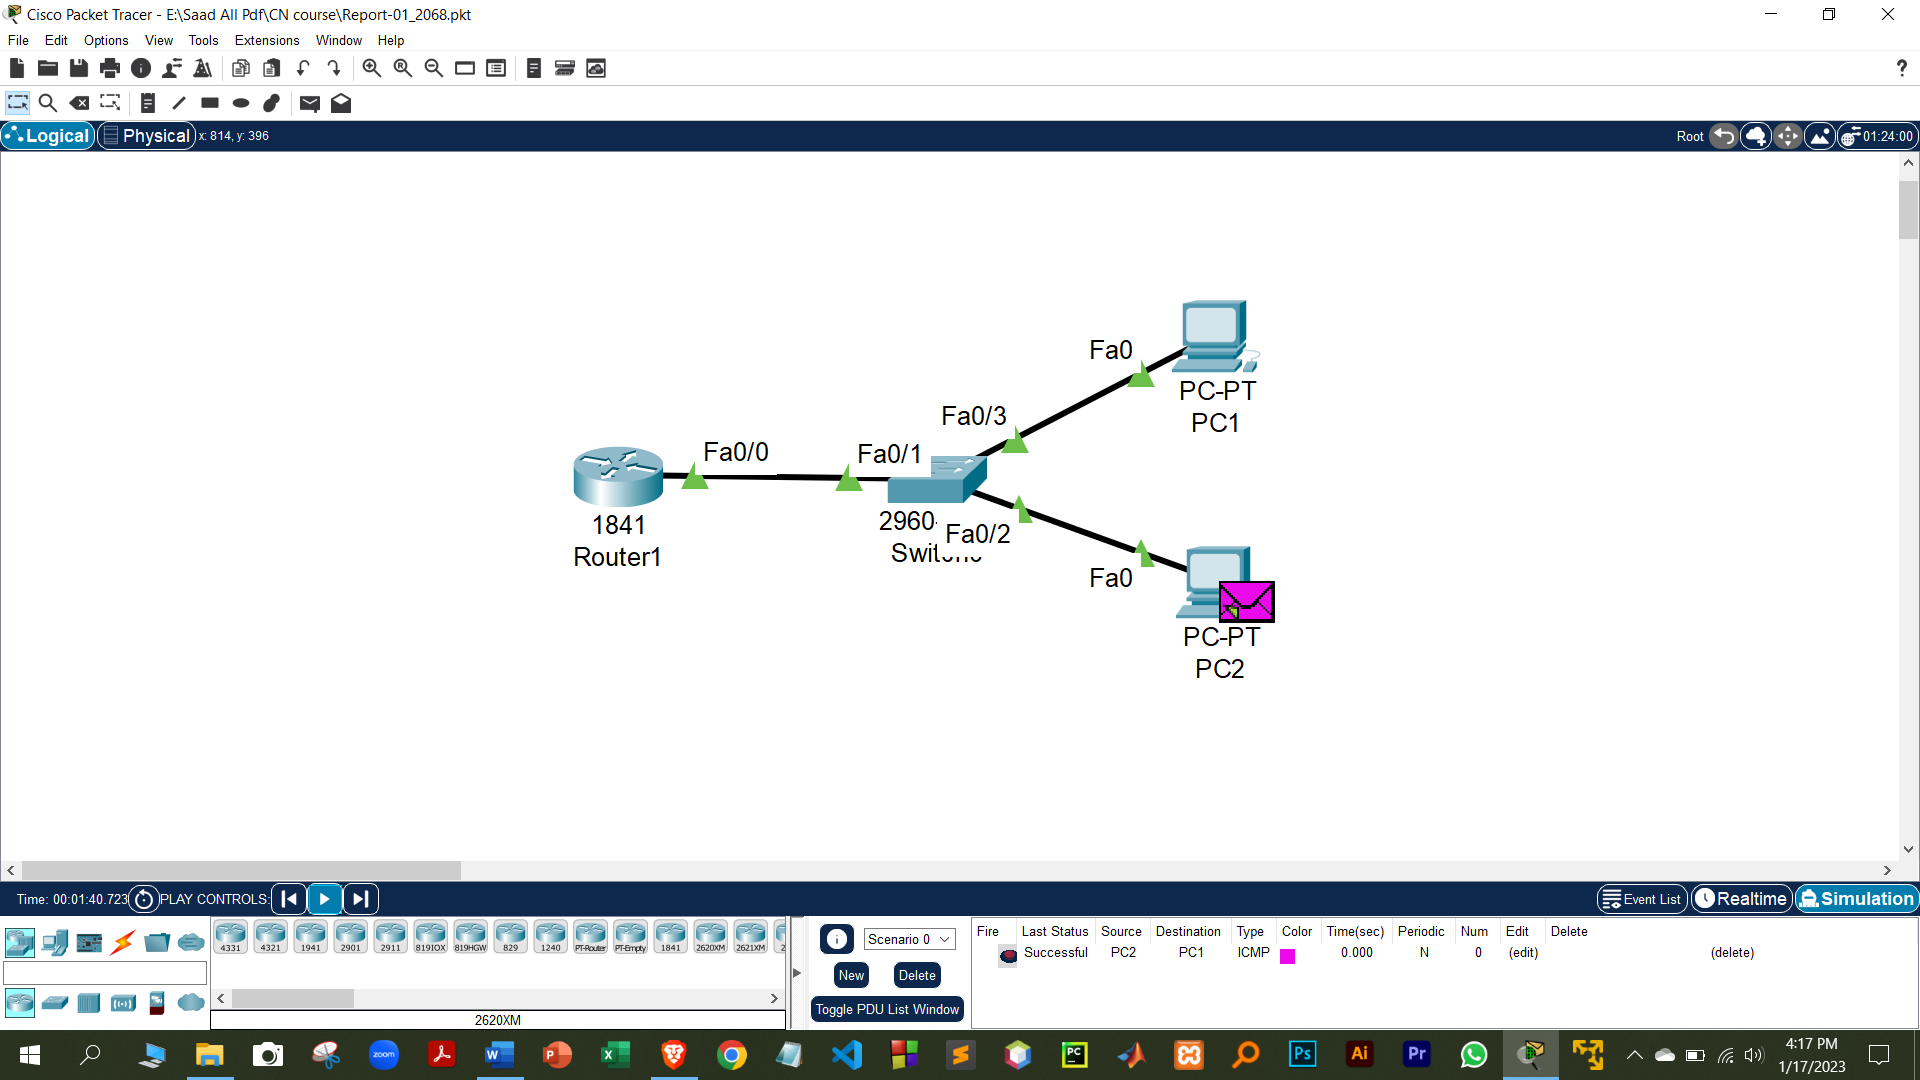 Cisco Packet Tracer - E:\Saad All Pdf\CN course\Report-01_2068.pkt
File Edit Options View Tools Extensions Window Help
?
Logical Physical x: 814, y: 396 Root 01:24:00
Fa0
PC-PT
PC1
Fa0/3
Fa0/0
Fa0/1
1841
Router1
2960
Fa0/2
Fa0
PC-PT
PC2
Time: 00:01:40.723 PLAY CONTROLS: Event List Realtime Simulation
4331 4321 1941 2901 2911 819IOX 819HGW 829 1240 PT-Router PT-Empty 1841 2620XM 2621XM
2620XM
Scenario 0
New Delete
Toggle PDU List Window
Fire Last Status Source Destination Type Color Time(sec) Periodic Num Edit Delete
Successful PC2 PC1 ICMP 0.000 N 0 (edit) (delete)
zoom
PC
Ps
Ai
Pr
4:17 PM
1/17/2023